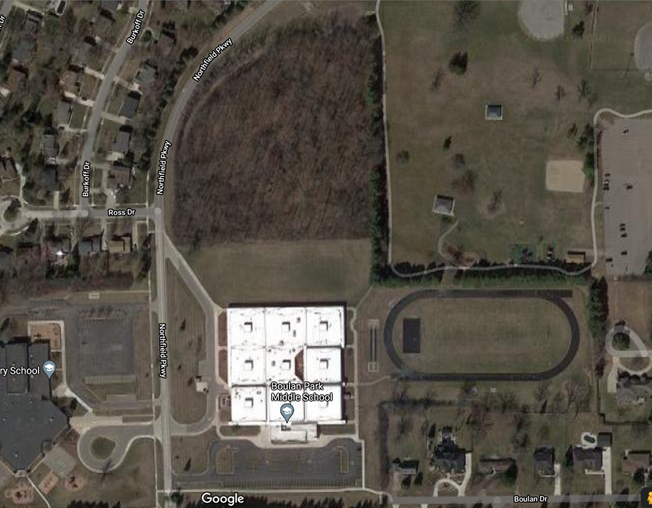 Dr
Burkoff Dr
Northfield Pkwy
Northfield Pkwy
Burkoff Dr
Ross Dr
Northfield Pkwy
ry School
Boulan Park
Middle School
Google
Boulan Dr